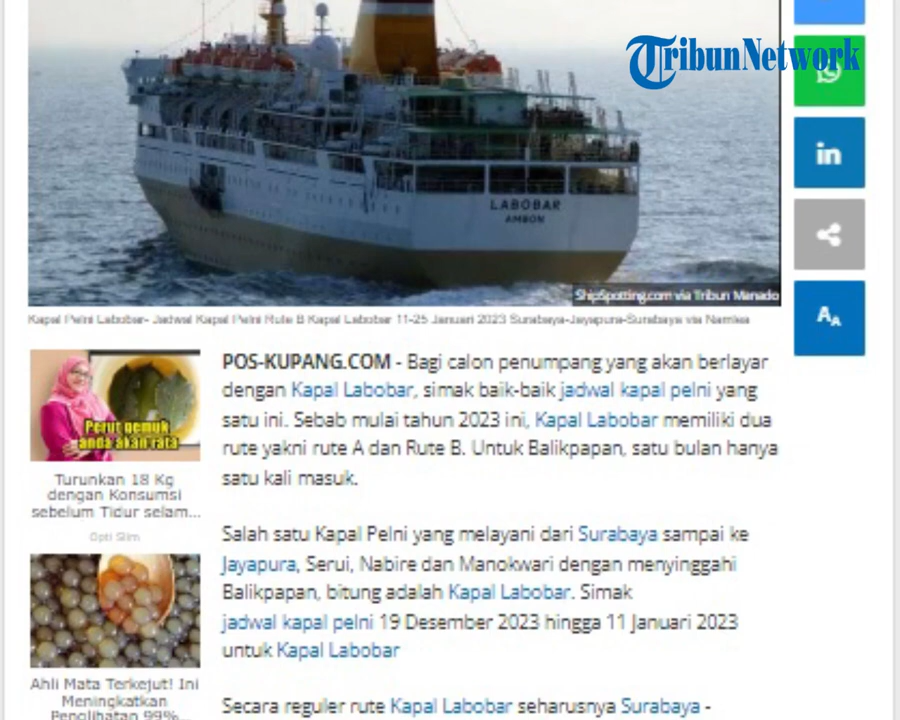 TribunNetwork
LABOBAR
AMBON
ShipSpotting.com via Tribun Manado
Kapal Pelni Labobar- Jadwal Kapal Pelni Rute B Kapal Labobar 11-25 Januari 2023 Surabaya-Jayapura-Surabaya via Namlea
in
AA
POS-KUPANG.COM - Bagi calon penumpang yang akan berlayar
dengan Kapal Labobar, simak baik-baik jadwal kapal pelni yang
satu ini. Sebab mulai tahun 2023 ini, Kapal Labobar memiliki dua
rute yakni rute A dan Rute B. Untuk Balikpapan, satu bulan hanya
satu kali masuk.
Perut gemuk
anda akan rata
Turunkan 18 Kg
dengan Konsumsi
sebelum Tidur selam...
Opti Slim
Salah satu Kapal Pelni yang melayani dari Surabaya sampai ke
Jayapura, Serui, Nabire dan Manokwari dengan menyinggahi
Balikpapan, bitung adalah Kapal Labobar. Simak
jadwal kapal pelni 19 Desember 2023 hingga 11 Januari 2023
untuk Kapal Labobar
Ahli Mata Terkejut! Ini
Meningkatkan
Penglihatan 99%...
Secara reguler rute Kapal Labobar seharusnya Surabaya -